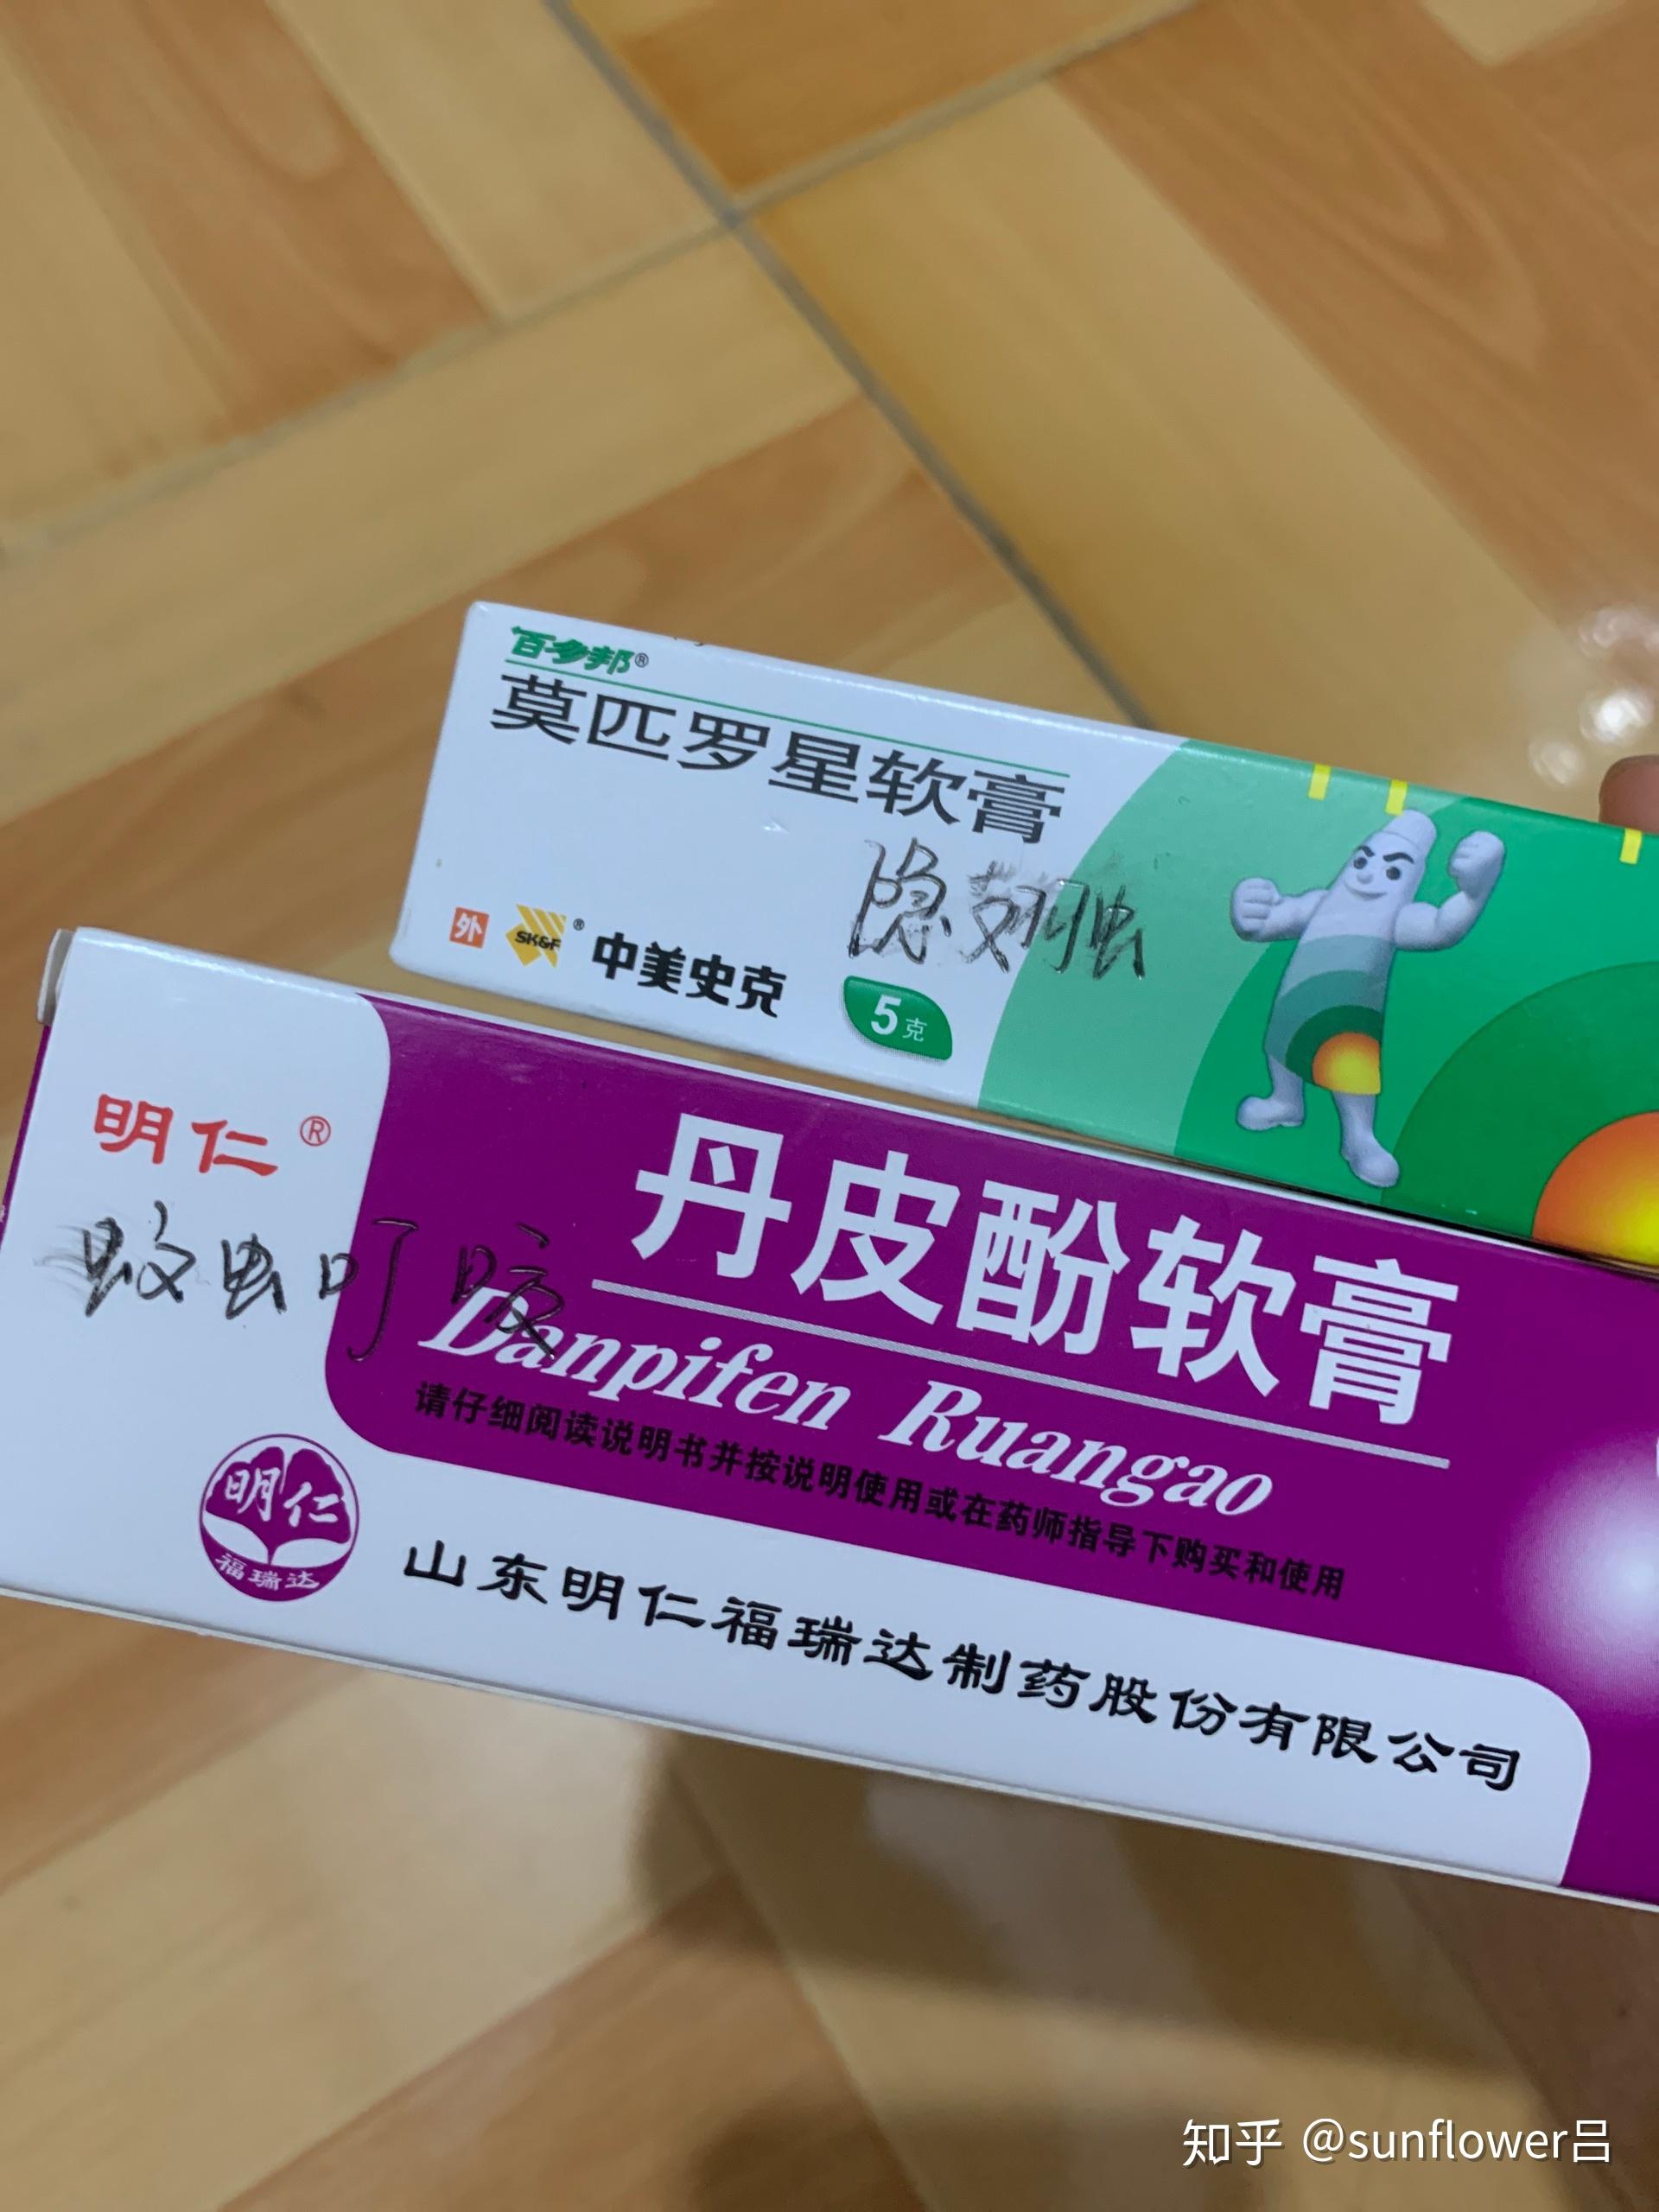 百多邦®
莫匹罗星软膏
隐翅虫
外 SK&F® 中美史克
5克
明仁®
丹皮酚软膏
蚊虫叮咬
Danpifen Ruangao
请仔细阅读说明书并按说明使用或在药师指导下购买和使用
明仁
福瑞达
山东明仁福瑞达制药股份有限公司
知乎 @sunflower吕